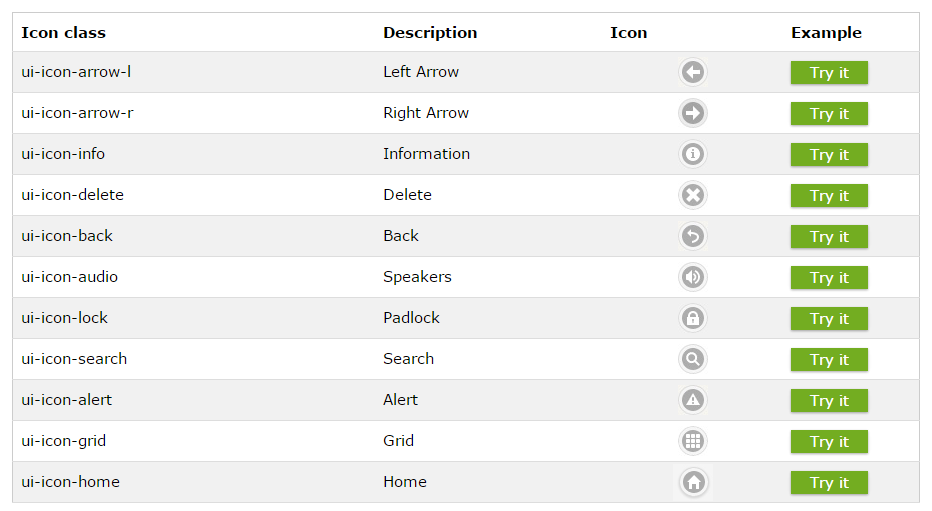 Icon class Description Icon Example
ui-icon-arrow-l Left Arrow Try it
ui-icon-arrow-r Right Arrow Try it
ui-icon-info Information Try it
ui-icon-delete Delete Try it
ui-icon-back Back Try it
ui-icon-audio Speakers Try it
ui-icon-lock Padlock Try it
ui-icon-search Search Try it
ui-icon-alert Alert Try it
ui-icon-grid Grid Try it
ui-icon-home Home Try it